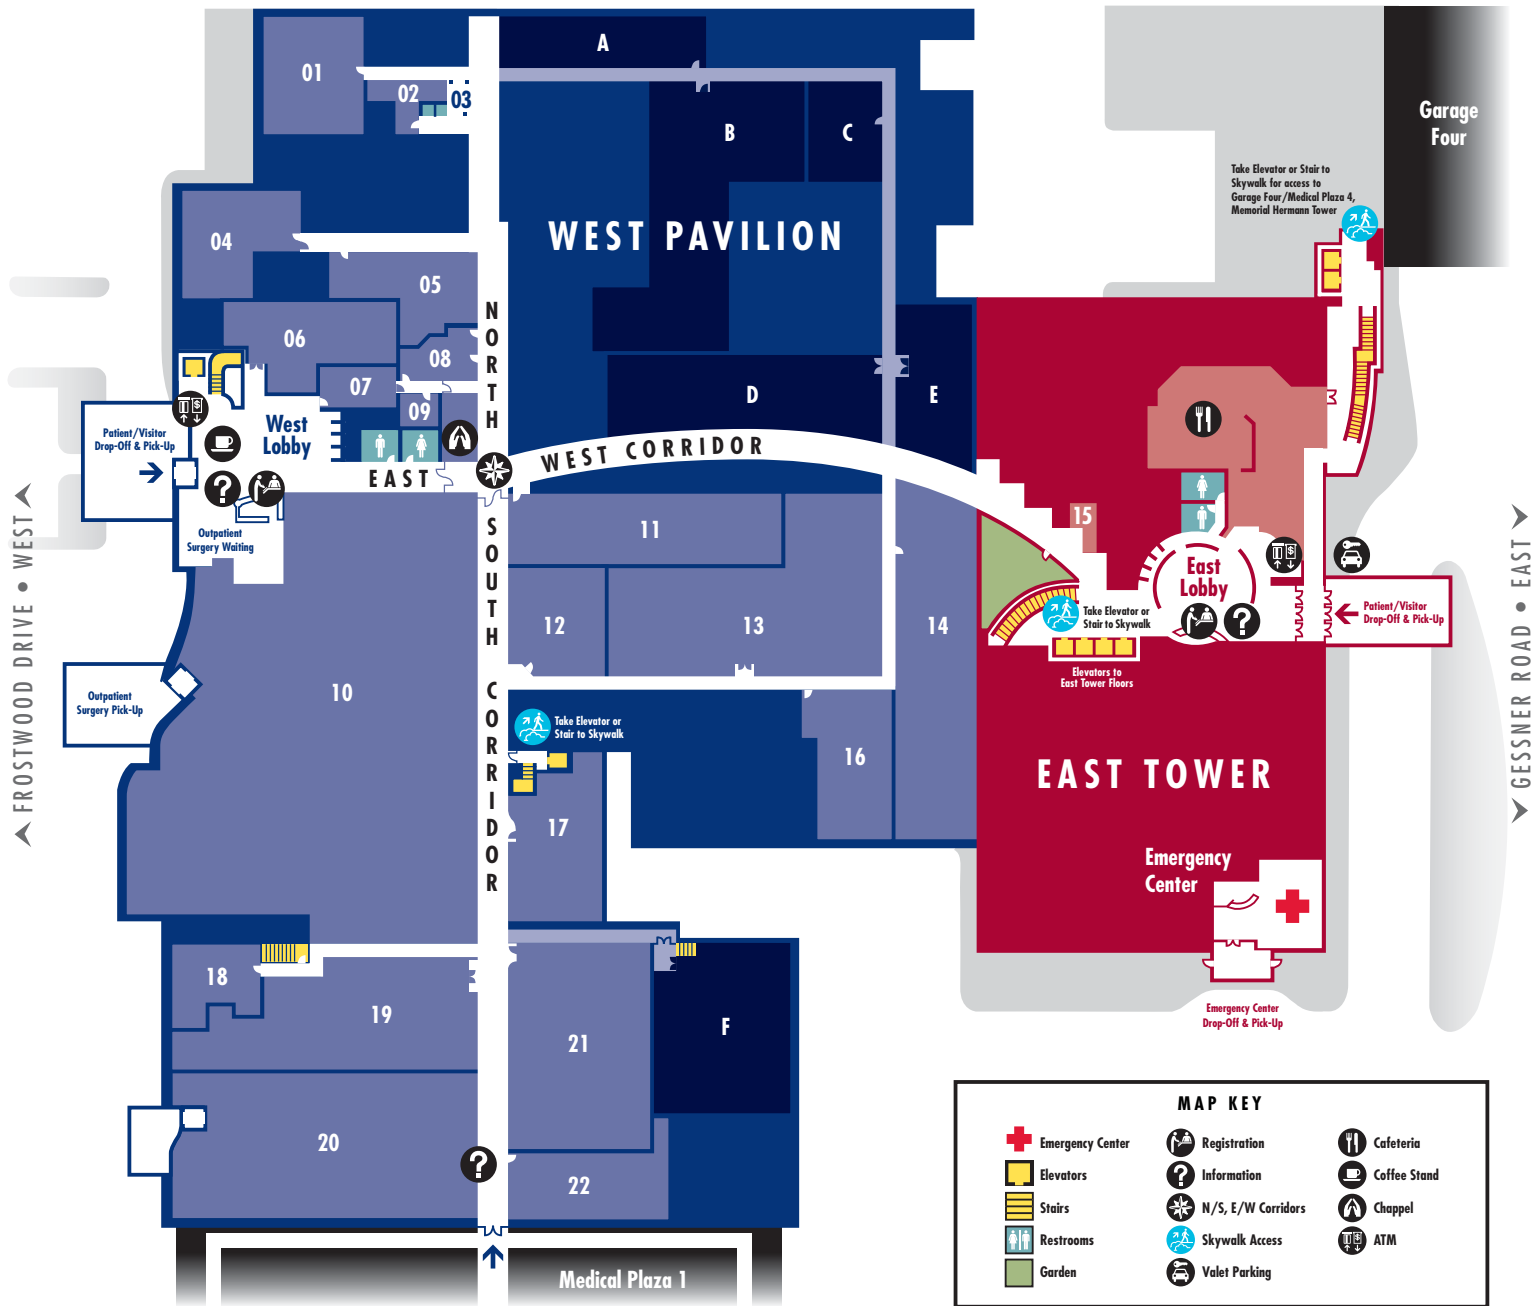 A
01
02
03
B
C
Garage
Four
Take Elevator or Stair to
Skywalk for access to
Garage Four/Medical Plaza 4,
Memorial Hermann Tower
04
WEST PAVILION
05
06
08
07
09
D
E
NORTH
West
Lobby
Patient/Visitor
Drop-Off & Pick-Up
EAST
WEST CORRIDOR
Outpatient
Surgery Waiting
11
15
SOUTH
East
Lobby
12
13
14
Take Elevator or
Stair to Skywalk
Patient/Visitor
Drop-Off & Pick-Up
Elevators to
East Tower Floors
FROSTWOOD DRIVE • WEST
GESSNER ROAD • EAST
Outpatient
Surgery Pick-Up
10
CORRIDOR
Take Elevator or
Stair to Skywalk
16
EAST TOWER
17
Emergency
Center
18
19
21
F
Emergency Center
Drop-Off & Pick-Up
20
22
Medical Plaza 1
MAP KEY
Emergency Center
Elevators
Stairs
Restrooms
Garden
Registration
Information
N/S, E/W Corridors
Skywalk Access
Valet Parking
Cafeteria
Coffee Stand
Chappel
ATM